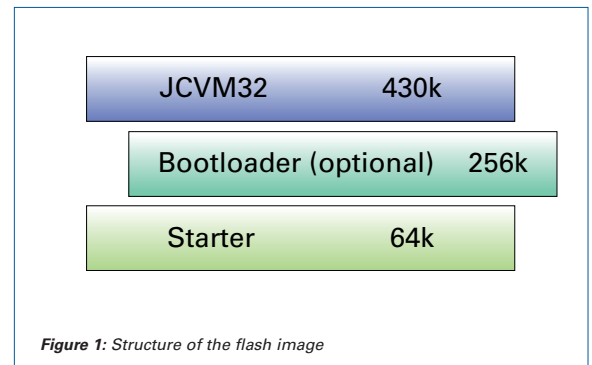 JCVM32 430k
Bootloader (optional) 256k
Starter 64k
Figure 1: Structure of the flash image